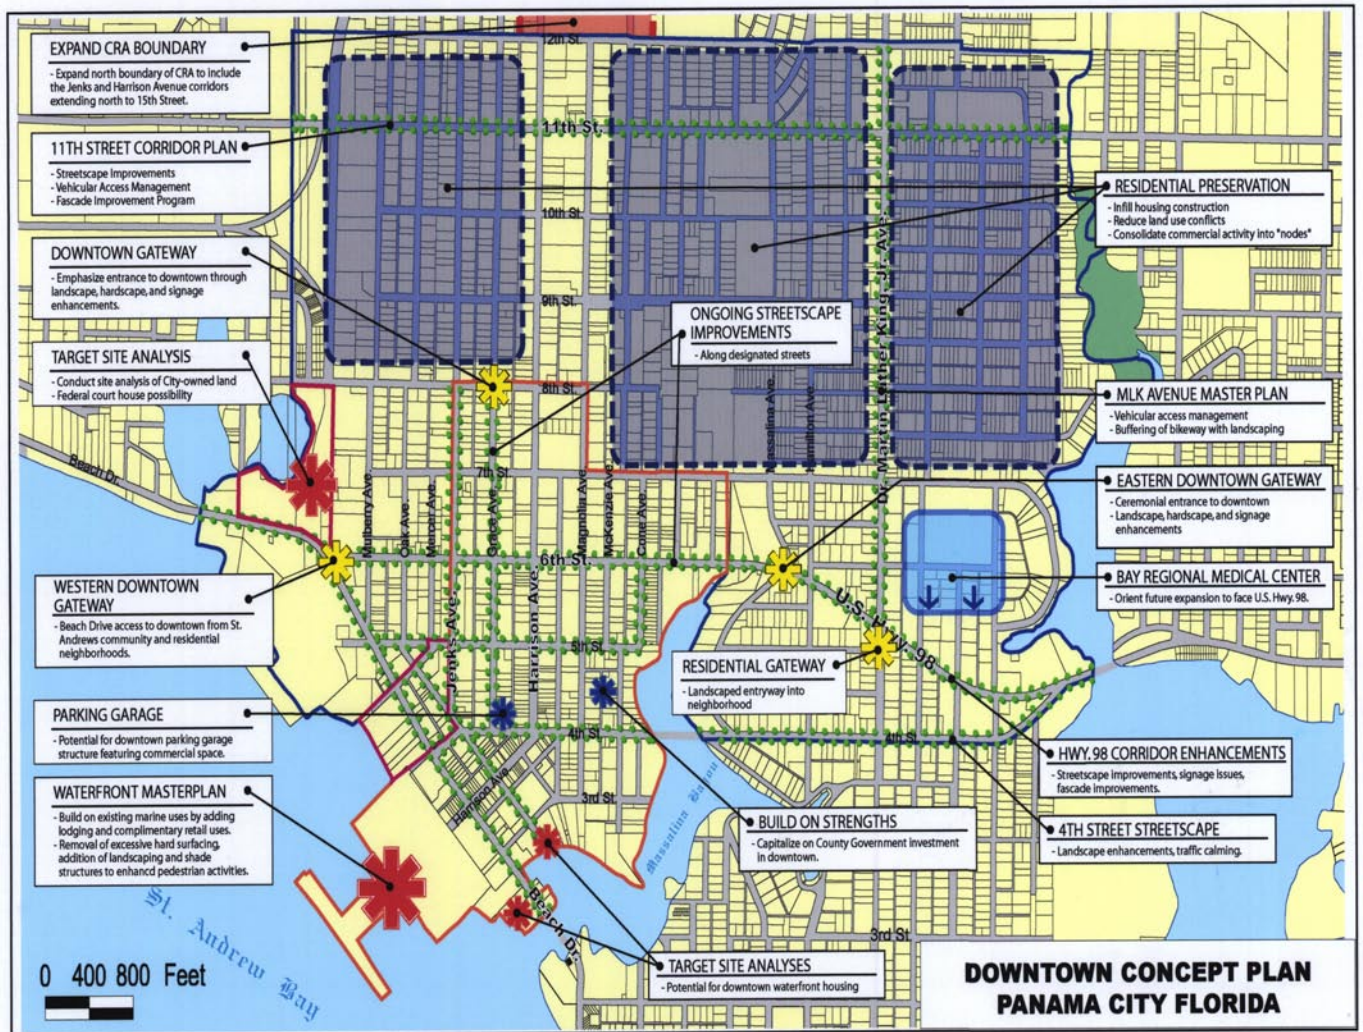 EXPAND CRA BOUNDARY
- Expand north boundary of CRA to include
the Jenks and Harrison Avenue corridors
extending north to 15th Street.
11TH STREET CORRIDOR PLAN
- Streetscape Improvements
- Vehicular Access Management
- Fascade Improvement Program
DOWNTOWN GATEWAY
- Emphasize entrance to downtown through
landscape, hardscape, and signage
enhancements.
TARGET SITE ANALYSIS
- Conduct site analysis of City-owned land
- Federal court house possibility
WESTERN DOWNTOWN
GATEWAY
- Beach Drive access to downtown from St.
Andrews community and residential
neighborhoods.
PARKING GARAGE
- Potential for downtown parking garage
structure featuring commercial space.
WATERFRONT MASTERPLAN
- Build on existing marine uses by adding
lodging and complimentary retail uses.
- Removal of excessive hard surfacing,
addition of landscaping and shade
structures to enhancd pedestrian activities.
ONGOING STREETSCAPE
IMPROVEMENTS
- Along designated streets
RESIDENTIAL GATEWAY
- Landscaped entryway into
neighborhood
BUILD ON STRENGTHS
- Capitalize on County Government investment
in downtown.
TARGET SITE ANALYSES
- Potential for downtown waterfront housing
RESIDENTIAL PRESERVATION
- Infill housing construction
- Reduce land use conflicts
- Consolidate commercial activity into "nodes"
MLK AVENUE MASTER PLAN
- Vehicular access management
- Buffering of bikeway with landscaping
EASTERN DOWNTOWN GATEWAY
- Ceremonial entrance to downtown
- Landscape, hardscape, and signage
enhancements
BAY REGIONAL MEDICAL CENTER
- Orient future expansion to face U.S. Hwy. 98.
HWY. 98 CORRIDOR ENHANCEMENTS
- Streetscape improvements, signage issues,
fascade improvements.
4TH STREET STREETSCAPE
- Landscape enhancements, traffic calming.
12th St.
11th St.
10th St.
9th St.
8th St.
7th St
6th St.
5th St
4th St
4th St.
3rd St.
3rd St.
Beach Dr.
Mulberry Ave.
Oak Ave.
Mercer Ave.
Jenks Ave.
Grace Ave.
Harrison Ave.
Magnolia Ave.
McKenzie Ave.
Cone Ave.
Massalina Ave.
Hamilton Ave.
Dr. Martin Luther King Jr. Ave.
U.S. Hwy. 98
Harrison Ave.
Beach Dr.
Massalina Bayou
St. Andrew Bay
0 400 800 Feet
DOWNTOWN CONCEPT PLAN
PANAMA CITY FLORIDA